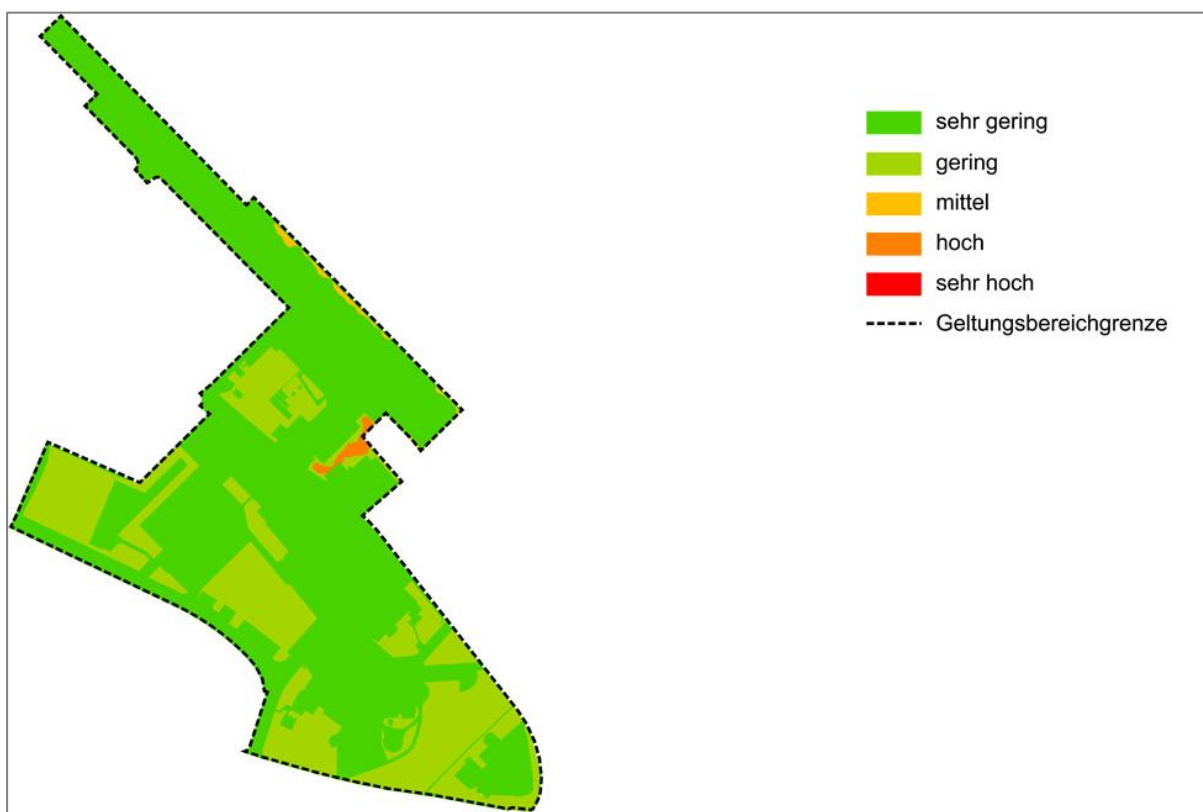 sehr gering
gering
mittel
hoch
sehr hoch
Geltungsbereichgrenze